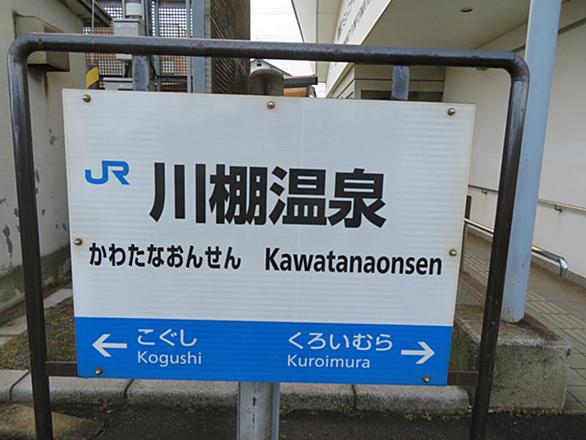 JR 川棚温泉
かわたなおんせん Kawatanaonsen
← こぐし くろいむら →
Kogushi Kuroimura